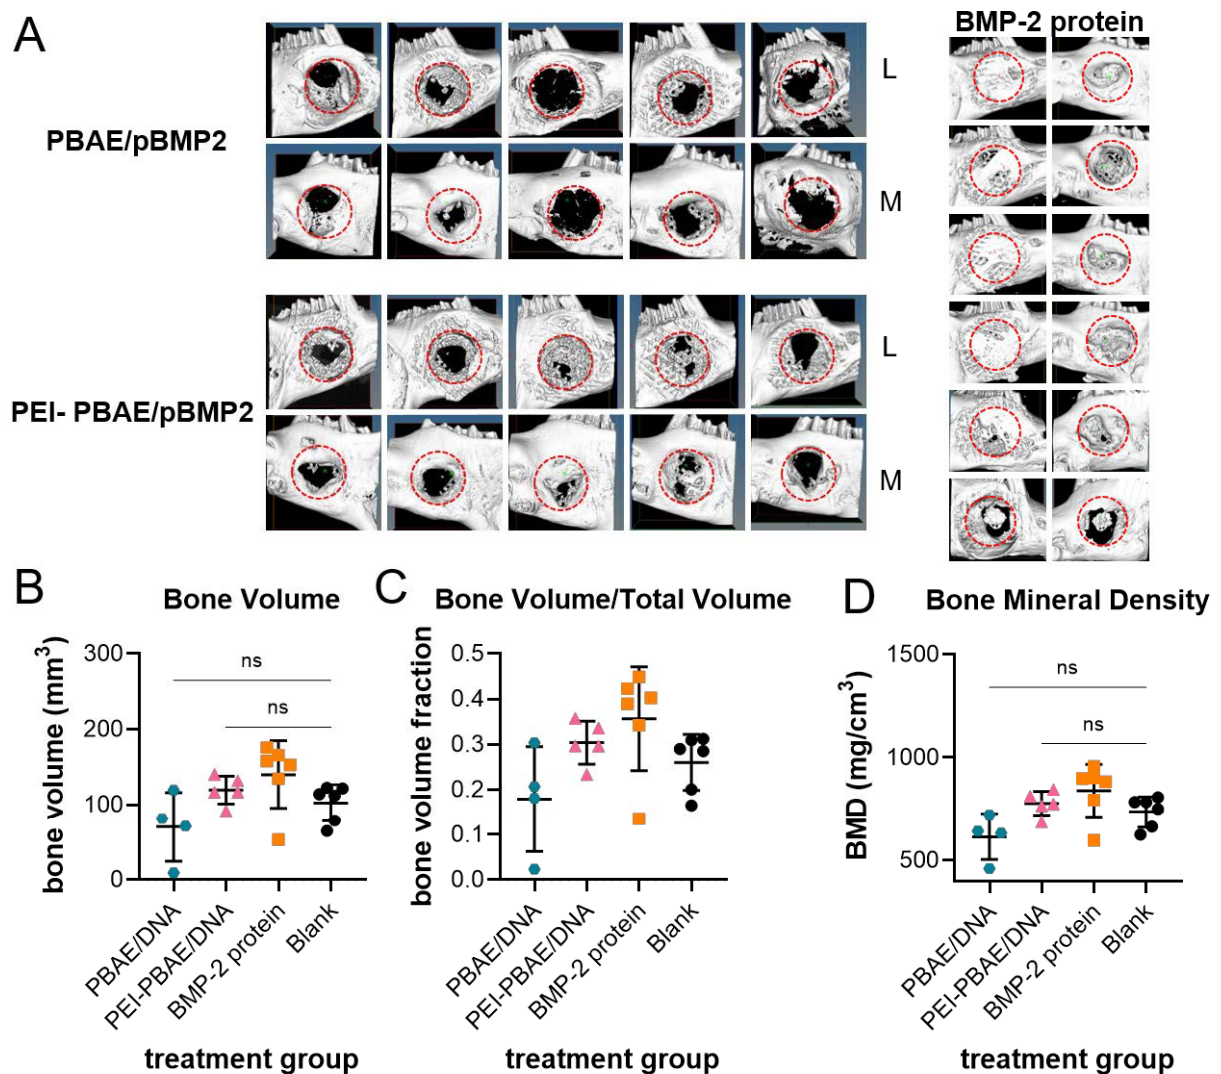 A
BMP-2 protein
PBAE/pBMP2
L
M
PEI- PBAE/pBMP2
L
M
B
Bone Volume
bone volume (mm³)
300
200
100
0
ns
ns
PBAE/DNA
PEI-PBAE/DNA
BMP-2 protein
Blank
treatment group
C
Bone Volume/Total Volume
bone volume fraction
0.5
0.4
0.3
0.2
0.1
0.0
PBAE/DNA
PEI-PBAE/DNA
BMP-2 protein
Blank
treatment group
D
Bone Mineral Density
BMD (mg/cm³)
1500
1000
500
ns
ns
PBAE/DNA
PEI-PBAE/DNA
BMP-2 protein
Blank
treatment group